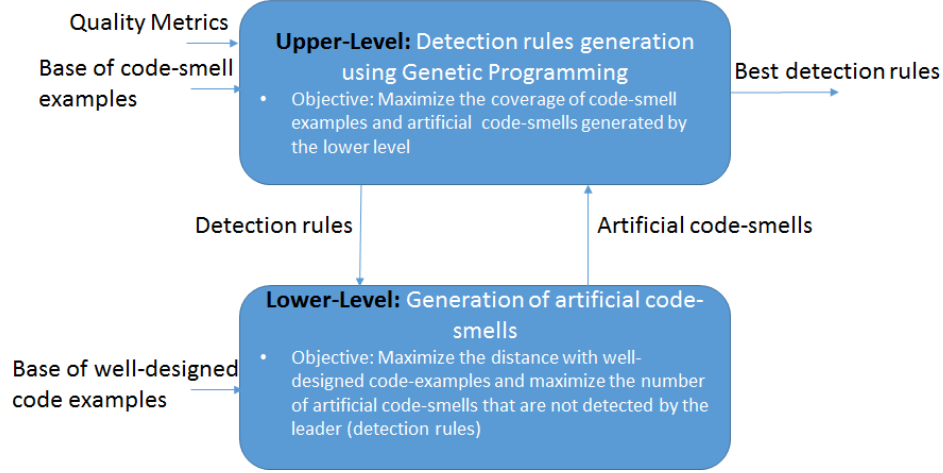 Quality Metrics
Base of code-smell
examples
Upper-Level: Detection rules generation
using Genetic Programming
• Objective: Maximize the coverage of code-smell
examples and artificial code-smells generated by
the lower level
Best detection rules
Detection rules
Artificial code-smells
Base of well-designed
code examples
Lower-Level: Generation of artificial code-
smells
• Objective: Maximize the distance with well-
designed code-examples and maximize the number
of artificial code-smells that are not detected by the
leader (detection rules)